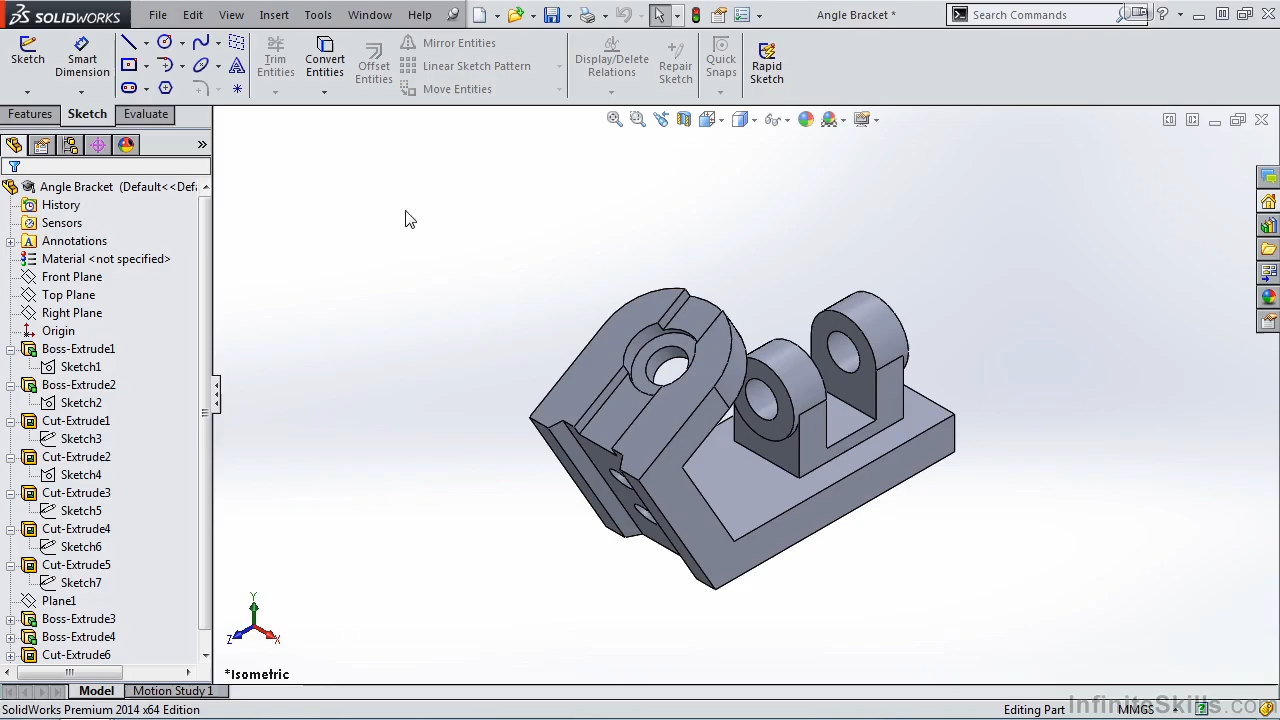 SOLIDWORKS File Edit View Insert Tools Window Help Angle Bracket * Search Commands ?
Sketch Smart Dimension Trim Entities Convert Entities Offset Entities Mirror Entities Linear Sketch Pattern Move Entities Display/Delete Relations Repair Sketch Quick Snaps Rapid Sketch
Features Sketch Evaluate
Angle Bracket (Default<<Def
History
Sensors
Annotations
Material <not specified>
Front Plane
Top Plane
Right Plane
Origin
Boss-Extrude1
Sketch1
Boss-Extrude2
Sketch2
Cut-Extrude1
Sketch3
Cut-Extrude2
Sketch4
Cut-Extrude3
Sketch5
Cut-Extrude4
Sketch6
Cut-Extrude5
Sketch7
Plane1
Boss-Extrude3
Boss-Extrude4
Cut-Extrude6
Y
Z X
*Isometric
Model Motion Study 1
SolidWorks Premium 2014 x64 Edition Editing Part MMGS
InfiniteSkills.com